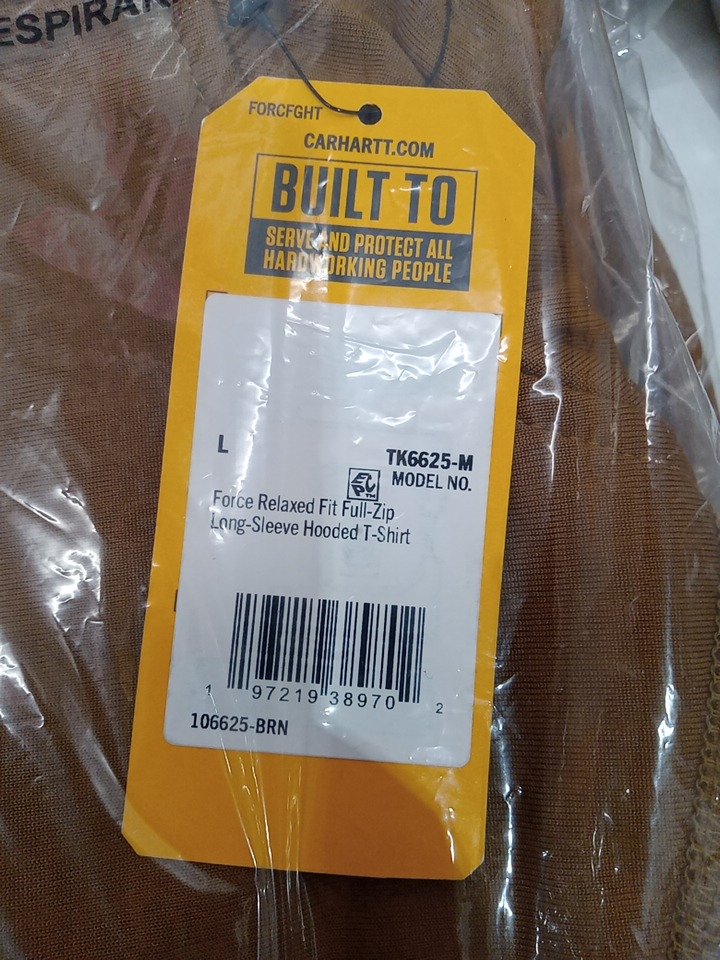 FORCFGHT
CARHARTT.COM
BUILT TO
SERVE AND PROTECT ALL
HARDWORKING PEOPLE
L
TK6625-M
MODEL NO.
Force Relaxed Fit Full-Zip
Long-Sleeve Hooded T-Shirt
1 97219 38970 2
106625-BRN